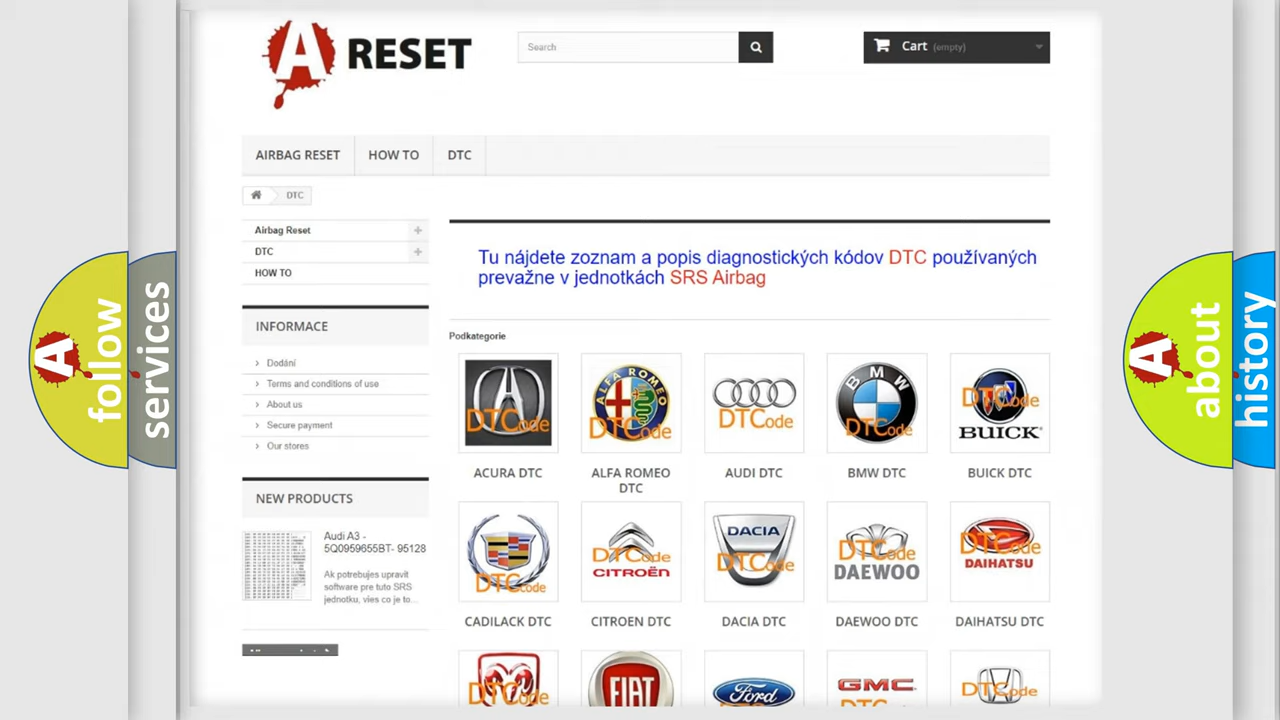 A RESET
Search
Cart (empty)
AIRBAG RESET
HOW TO
DTC
DTC
Airbag Reset
DTC
HOW TO
Tu nájdete zoznam a popis diagnostických kódov DTC používaných
prevažne v jednotkách SRS Airbag
INFORMACE
Dodání
Terms and conditions of use
About us
Secure payment
Our stores
NEW PRODUCTS
Audi A3 -
5Q0959655BT- 95128
Ak potrebujes upravit
software pre tuto SRS
jednotku, vies co je to...
Podkategorie
DTCode
ALFA ROMEO
DTCode
DTCode
BMW
DTCode
DTCode
BUICK
ACURA DTC
ALFA ROMEO
DTC
AUDI DTC
BMW DTC
BUICK DTC
DTCode
DTCode
CITROËN
DACIA
DTCode
DTCode
DAEWOO
DTCode
DAIHATSU
CADILACK DTC
CITROEN DTC
DACIA DTC
DAEWOO DTC
DAIHATSU DTC
DTCode
FIAT
Ford
GMC
DTCode
A follow
services
A about
history